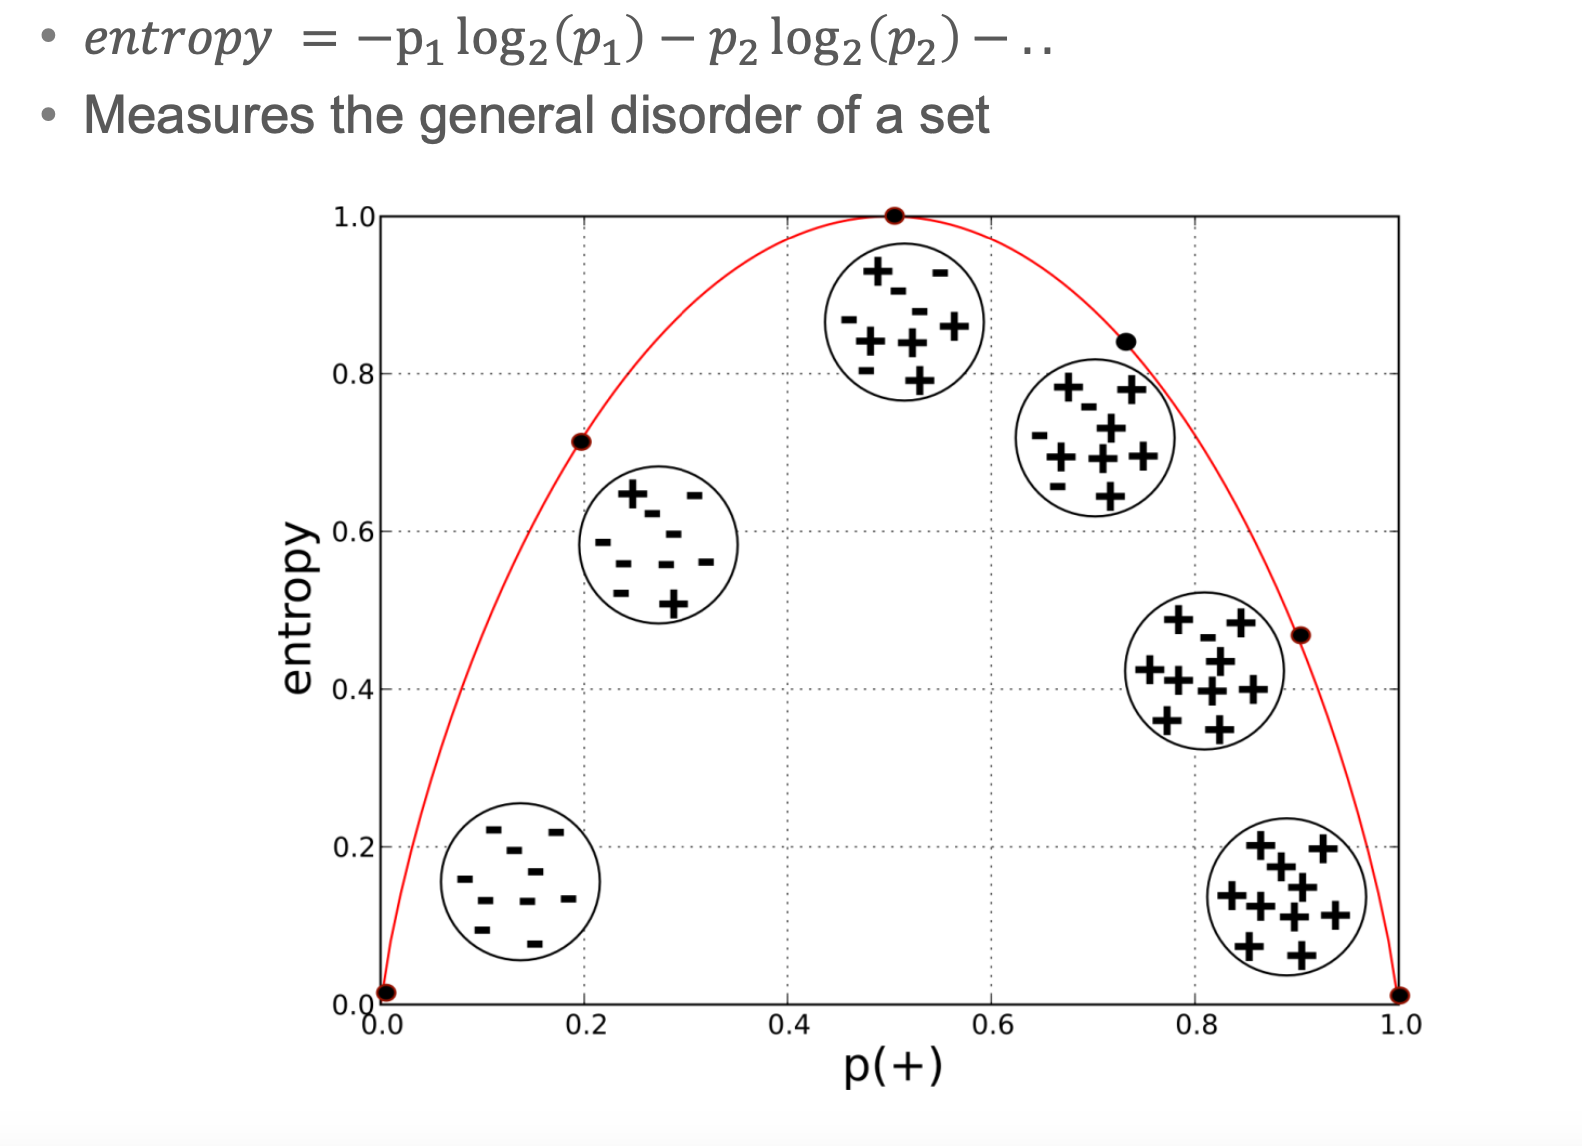 • entropy = −p₁ log₂(p₁) − p₂ log₂(p₂) − ..
• Measures the general disorder of a set
1.0
0.8
0.6
0.4
0.2
0.0
entropy
0.0 0.2 0.4 0.6 0.8 1.0
p(+)